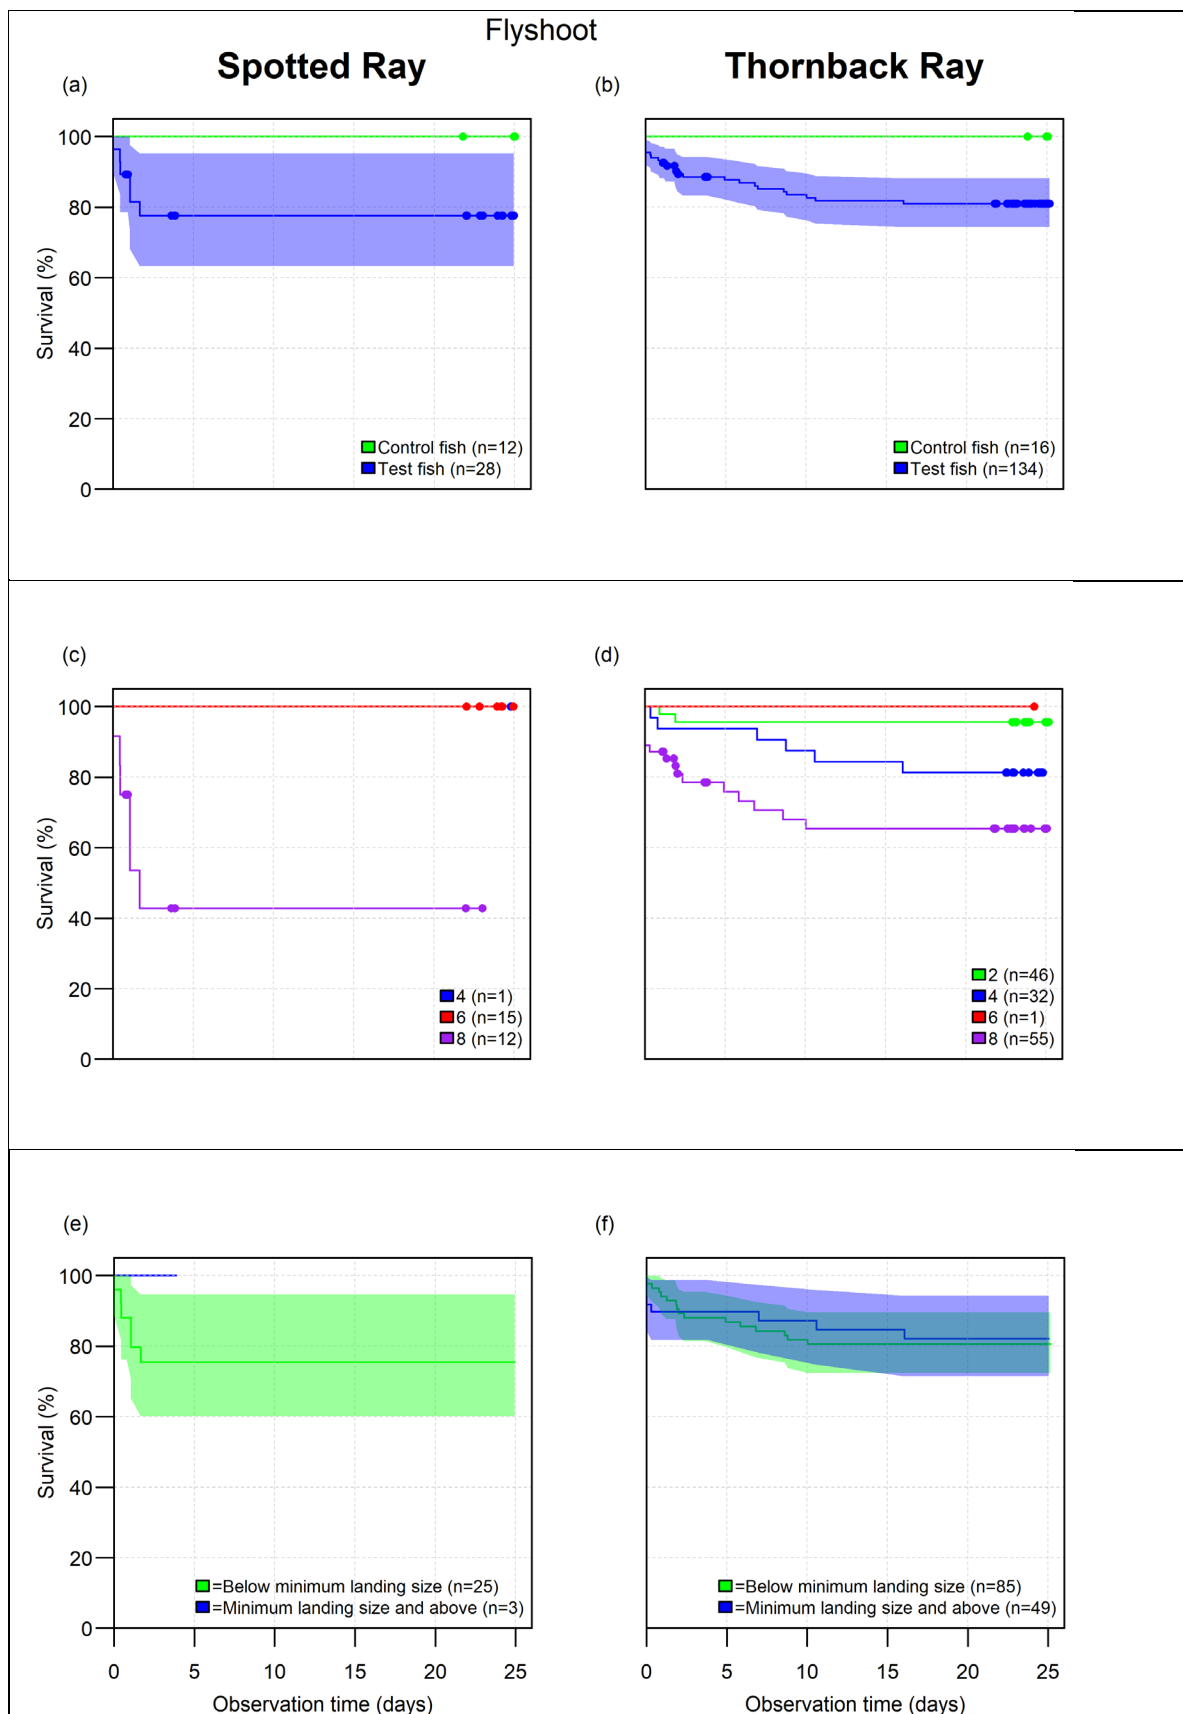 Flyshoot
Spotted Ray
Thornback Ray
(a)
(b)
100
80
60
40
20
0
Survival (%)
Control fish (n=12)
Test fish (n=28)
Control fish (n=16)
Test fish (n=134)
(c)
(d)
100
80
60
40
20
0
Survival (%)
4 (n=1)
6 (n=15)
8 (n=12)
2 (n=46)
4 (n=32)
6 (n=1)
8 (n=55)
(e)
(f)
100
80
60
40
20
0
Survival (%)
=Below minimum landing size (n=25)
=Minimum landing size and above (n=3)
=Below minimum landing size (n=85)
=Minimum landing size and above (n=49)
0 5 10 15 20 25
0 5 10 15 20 25
Observation time (days)
Observation time (days)